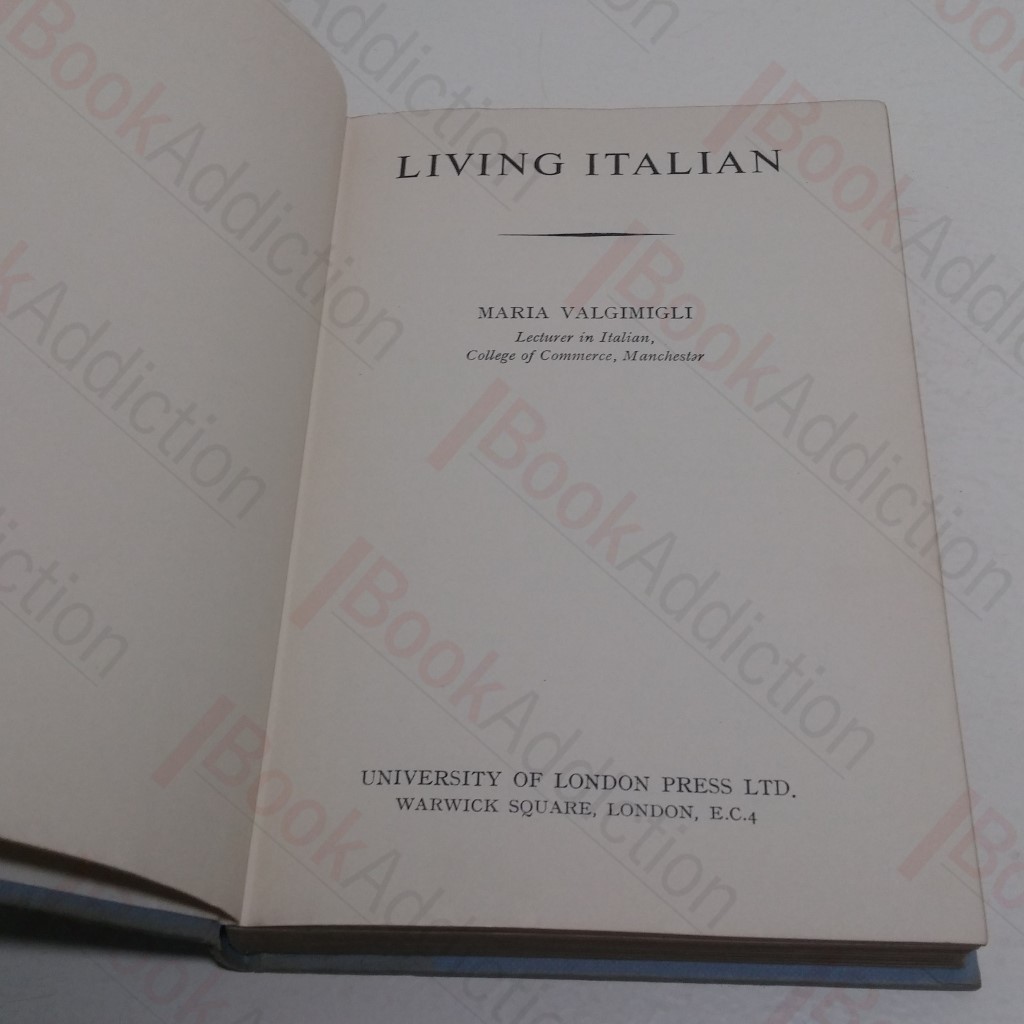 LIVING ITALIAN
MARIA VALGIMIGLI
Lecturer in Italian,
College of Commerce, Manchester
UNIVERSITY OF LONDON PRESS LTD.
WARWICK SQUARE, LONDON, E.C.4
BookAddiction